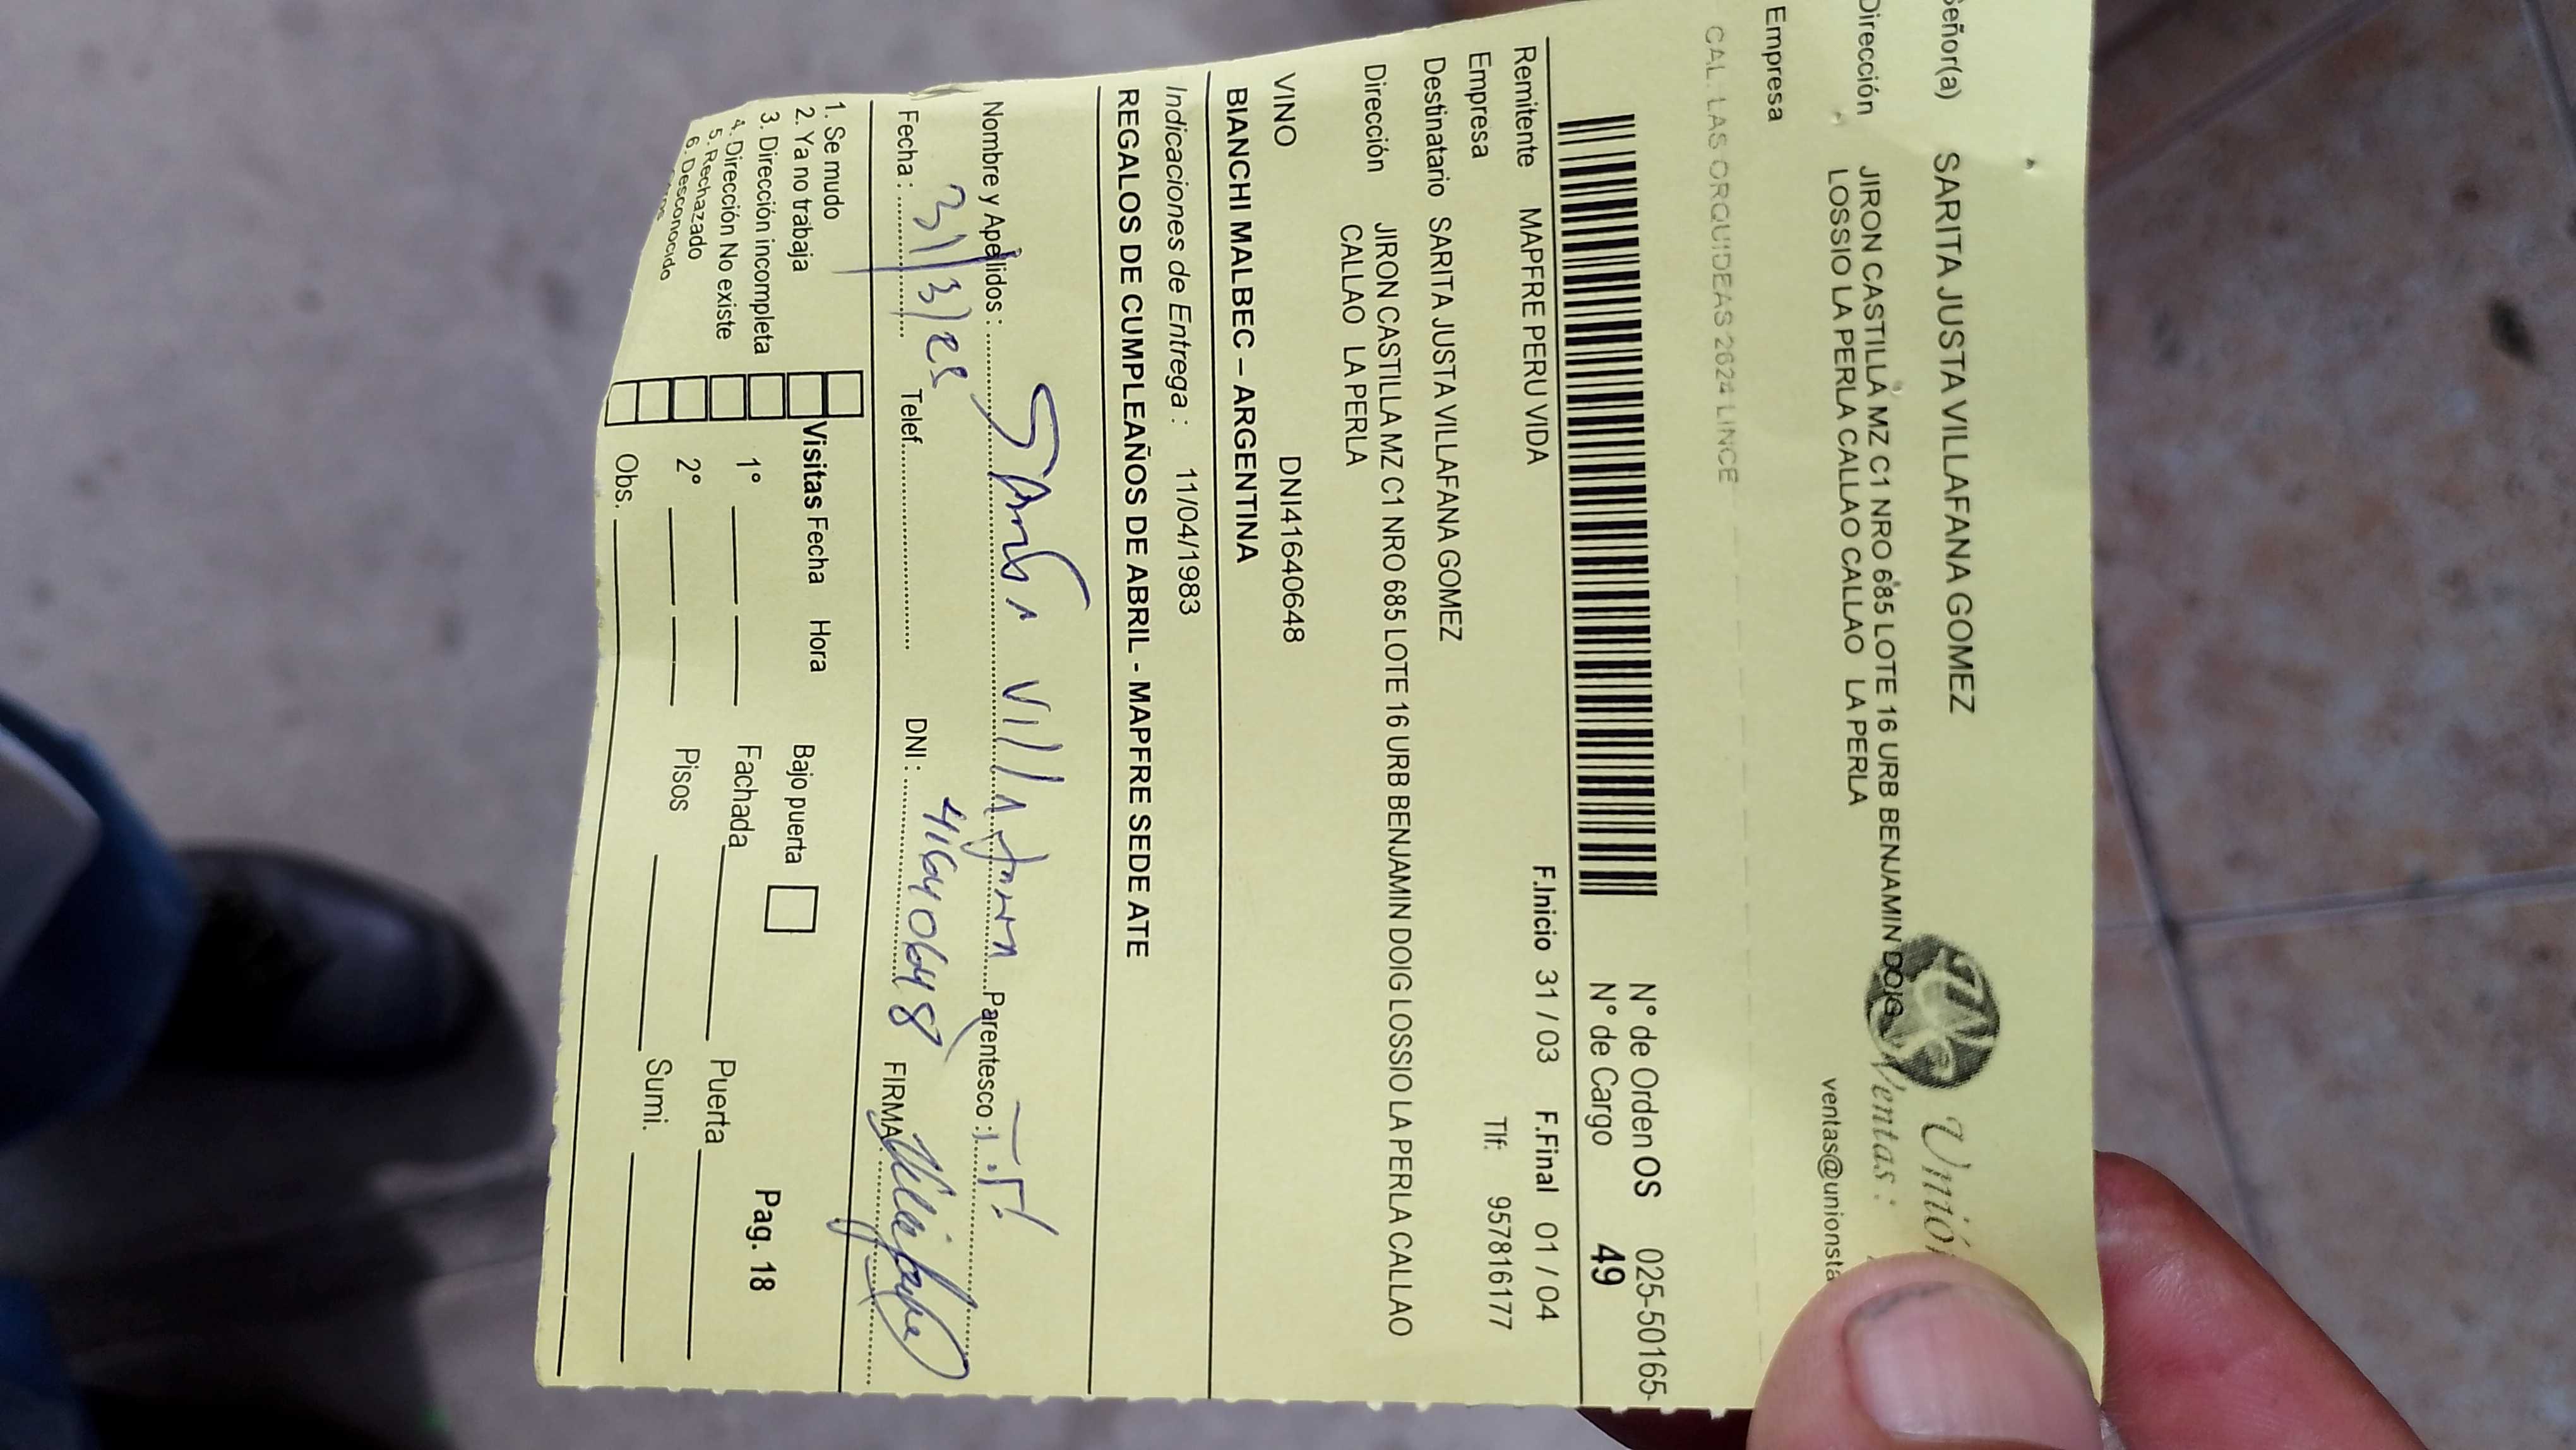 Señor(a) SARITA JUSTA VILLAFANA GOMEZ
Unión
Dirección JIRON CASTILLA MZ C1 NRO 685 LOTE 16 URB BENJAMIN DOIG
LOSSIO LA PERLA CALLAO CALLAO LA PERLA
Ventas :
ventas@unionsta
Empresa
CAL. LAS ORQUIDEAS 2624 LINCE
N° de Orden OS 025-50165-
N° de Cargo 49
Remitente MAPFRE PERU VIDA F.Inicio 31 / 03 F.Final 01 / 04
Empresa Tlf: 957816177
Destinatario SARITA JUSTA VILLAFANA GOMEZ
Dirección JIRON CASTILLA MZ C1 NRO 685 LOTE 16 URB BENJAMIN DOIG LOSSIO LA PERLA CALLAO
CALLAO LA PERLA
VINO DNI41640648
BIANCHI MALBEC – ARGENTINA
Indicaciones de Entrega : 11/04/1983
REGALOS DE CUMPLEAÑOS DE ABRIL - MAPFRE SEDE ATE
Nombre y Apellidos : Sarita Villafana Parentesco : TIT
Fecha : 31/3/25 Telef. DNI : 41640648 FIRMA
1. Se mudo
2. Ya no trabaja
3. Dirección incompleta
4. Dirección No existe
5. Rechazado
6. Desconocido
Visitas Fecha Hora Bajo puerta
1° Fachada Puerta Pag. 18
2° Pisos Sumi.
Obs.